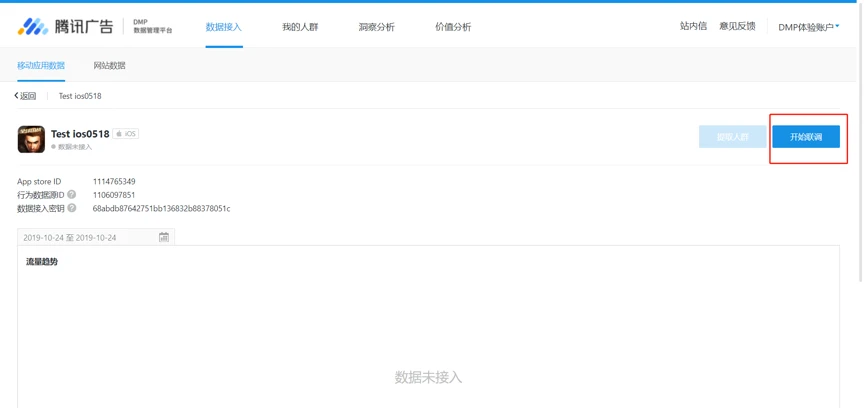 腾讯广告
DMP
数据管理平台
数据接入
我的人群
洞察分析
价值分析
站内信
意见反馈
DMP体验账户
移动应用数据
网站数据
返回
Test ios0518
Test ios0518
iOS
数据未接入
提取人群
开始联调
App store ID 1114765349
行为数据源ID ? 1106097851
数据接入密钥 ? 68abdb87642751bb136832b88378051c
2019-10-24 至 2019-10-24
流量趋势
数据未接入